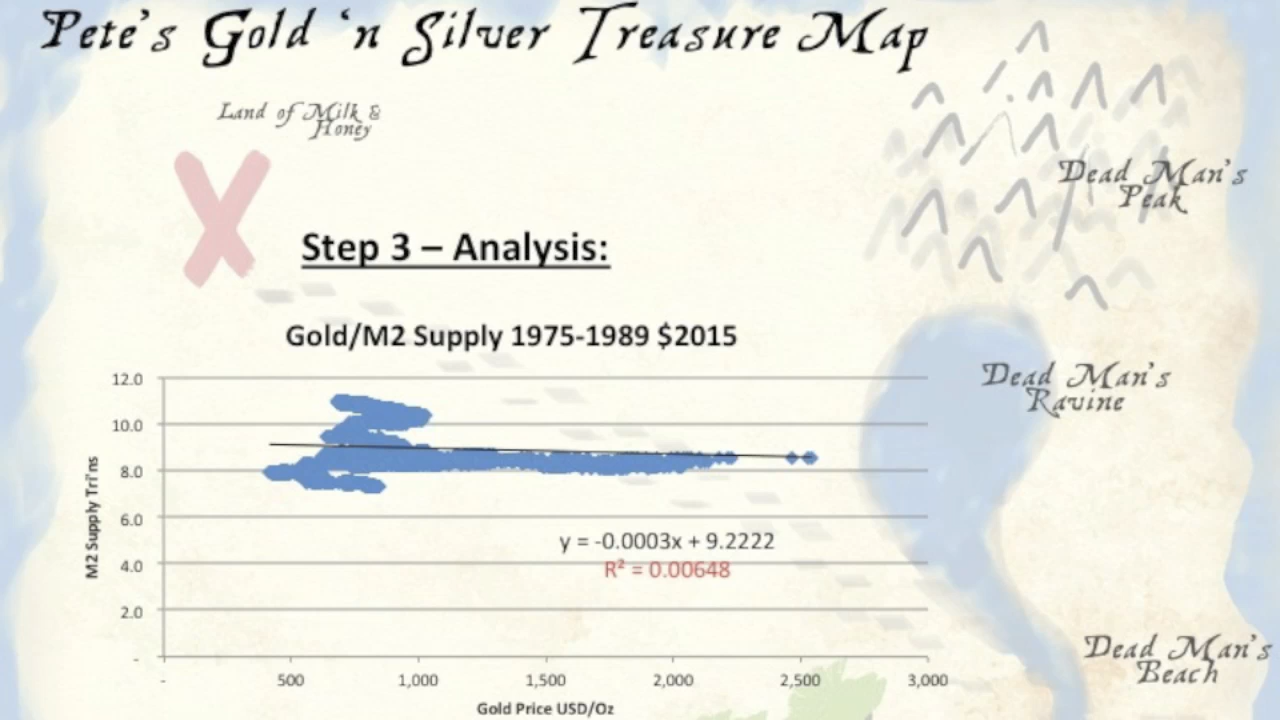 Pete's Gold 'n Silver Treasure Map
Land of Milk &
Honey
Dead Man's
Peak
Step 3 – Analysis:
Gold/M2 Supply 1975-1989 $2015
Dead Man's
Ravine
12.0
10.0
8.0
6.0
4.0
2.0
-
M2 Supply Tri'ns
y = -0.0003x + 9.2222
R² = 0.00648
Dead Man's
Beach
- 500 1,000 1,500 2,000 2,500 3,000
Gold Price USD/Oz